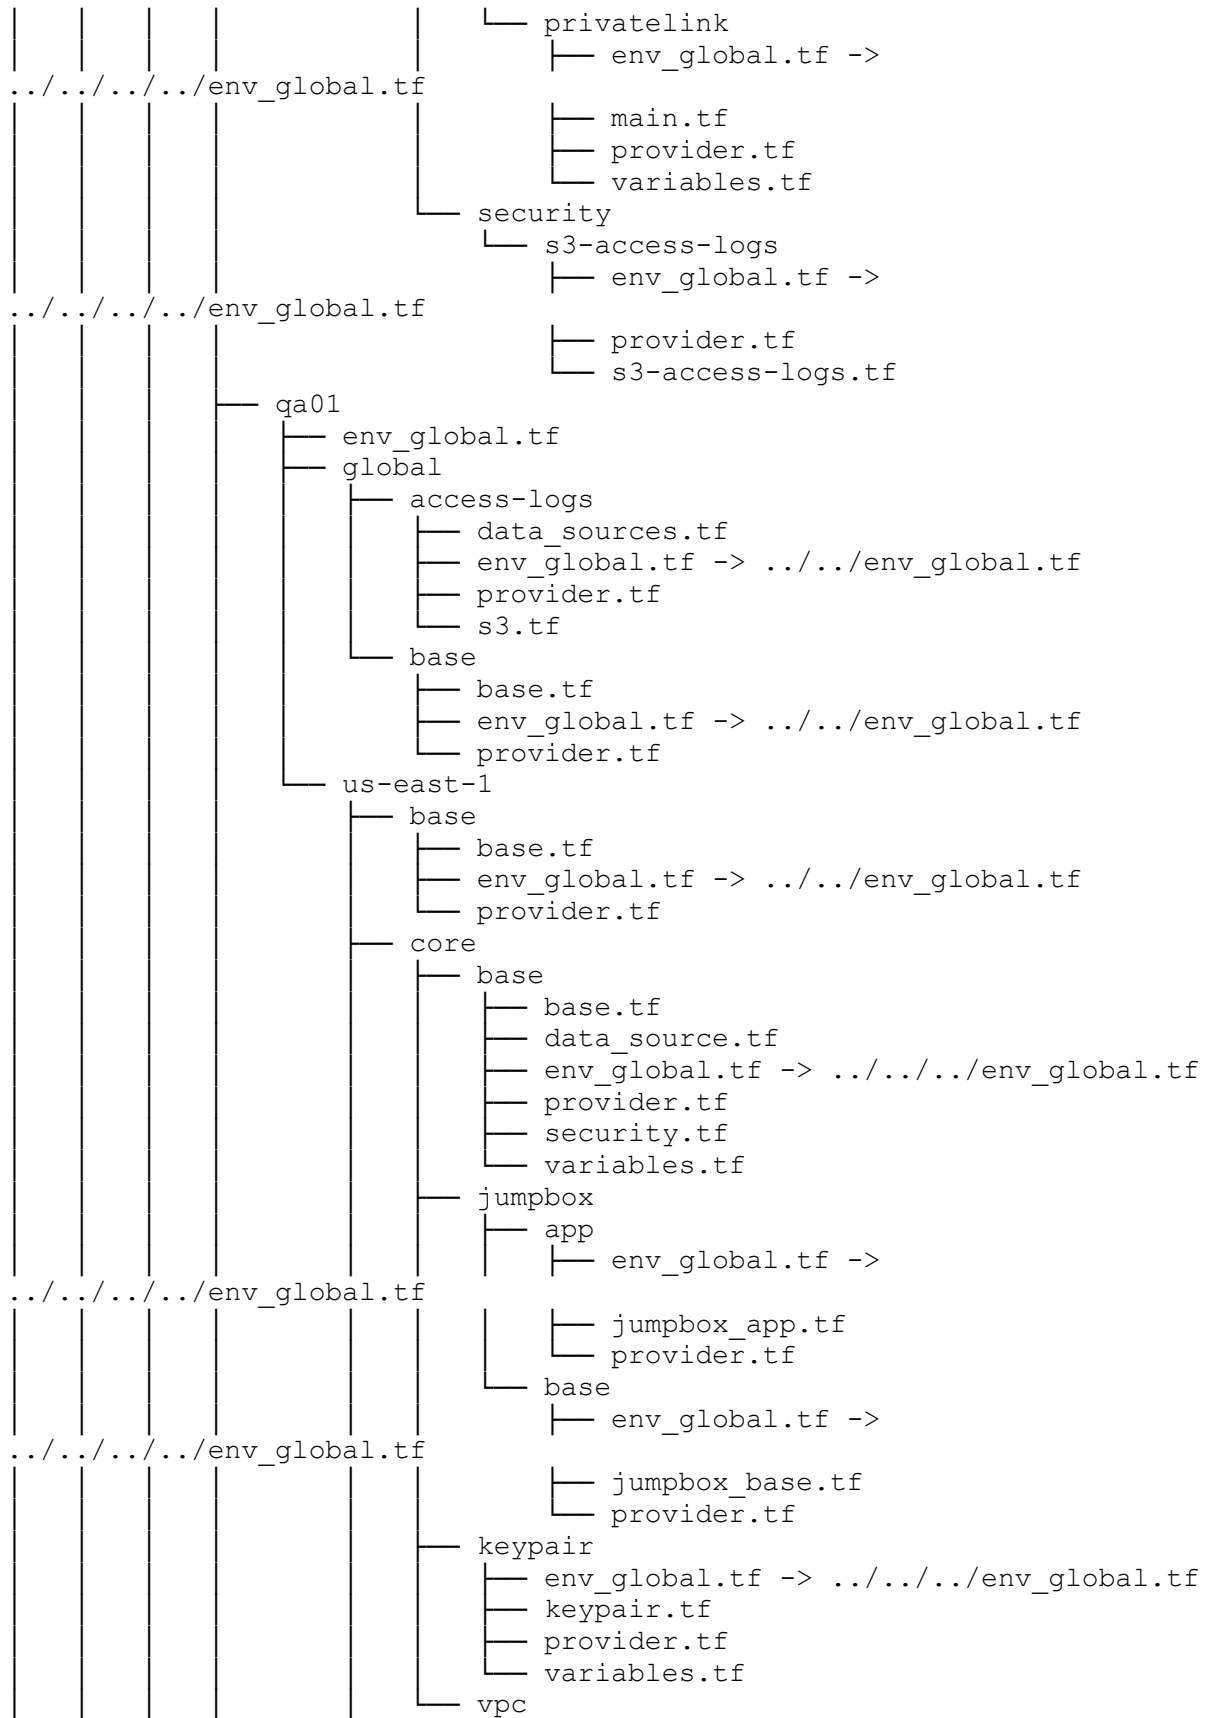 │   │   │   │           │   └── privatelink
│   │   │   │           │       ├── env_global.tf ->
../../../../env_global.tf
│   │   │   │           │       ├── main.tf
│   │   │   │           │       ├── provider.tf
│   │   │   │           │       └── variables.tf
│   │   │   │           └── security
│   │   │   │               └── s3-access-logs
│   │   │   │                   ├── env_global.tf ->
../../../../env_global.tf
│   │   │   │                   ├── provider.tf
│   │   │   │                   └── s3-access-logs.tf
│   │   │   ├── qa01
│   │   │   │   ├── env_global.tf
│   │   │   │   ├── global
│   │   │   │   │   ├── access-logs
│   │   │   │   │   │   ├── data_sources.tf
│   │   │   │   │   │   ├── env_global.tf -> ../../env_global.tf
│   │   │   │   │   │   ├── provider.tf
│   │   │   │   │   │   └── s3.tf
│   │   │   │   │   └── base
│   │   │   │   │       ├── base.tf
│   │   │   │   │       ├── env_global.tf -> ../../env_global.tf
│   │   │   │   │       └── provider.tf
│   │   │   │   └── us-east-1
│   │   │   │       ├── base
│   │   │   │       │   ├── base.tf
│   │   │   │       │   ├── env_global.tf -> ../../env_global.tf
│   │   │   │       │   └── provider.tf
│   │   │   │       ├── core
│   │   │   │       │   ├── base
│   │   │   │       │   │   ├── base.tf
│   │   │   │       │   │   ├── data_source.tf
│   │   │   │       │   │   ├── env_global.tf -> ../../../env_global.tf
│   │   │   │       │   │   ├── provider.tf
│   │   │   │       │   │   ├── security.tf
│   │   │   │       │   │   └── variables.tf
│   │   │   │       │   ├── jumpbox
│   │   │   │       │   │   ├── app
│   │   │   │       │   │   │   ├── env_global.tf ->
../../../../env_global.tf
│   │   │   │       │   │   │   ├── jumpbox_app.tf
│   │   │   │       │   │   │   └── provider.tf
│   │   │   │       │   │   └── base
│   │   │   │       │   │       ├── env_global.tf ->
../../../../env_global.tf
│   │   │   │       │   │       ├── jumpbox_base.tf
│   │   │   │       │   │       └── provider.tf
│   │   │   │       │   ├── keypair
│   │   │   │       │   │   ├── env_global.tf -> ../../../env_global.tf
│   │   │   │       │   │   ├── keypair.tf
│   │   │   │       │   │   ├── provider.tf
│   │   │   │       │   │   └── variables.tf
│   │   │   │       │   └── vpc